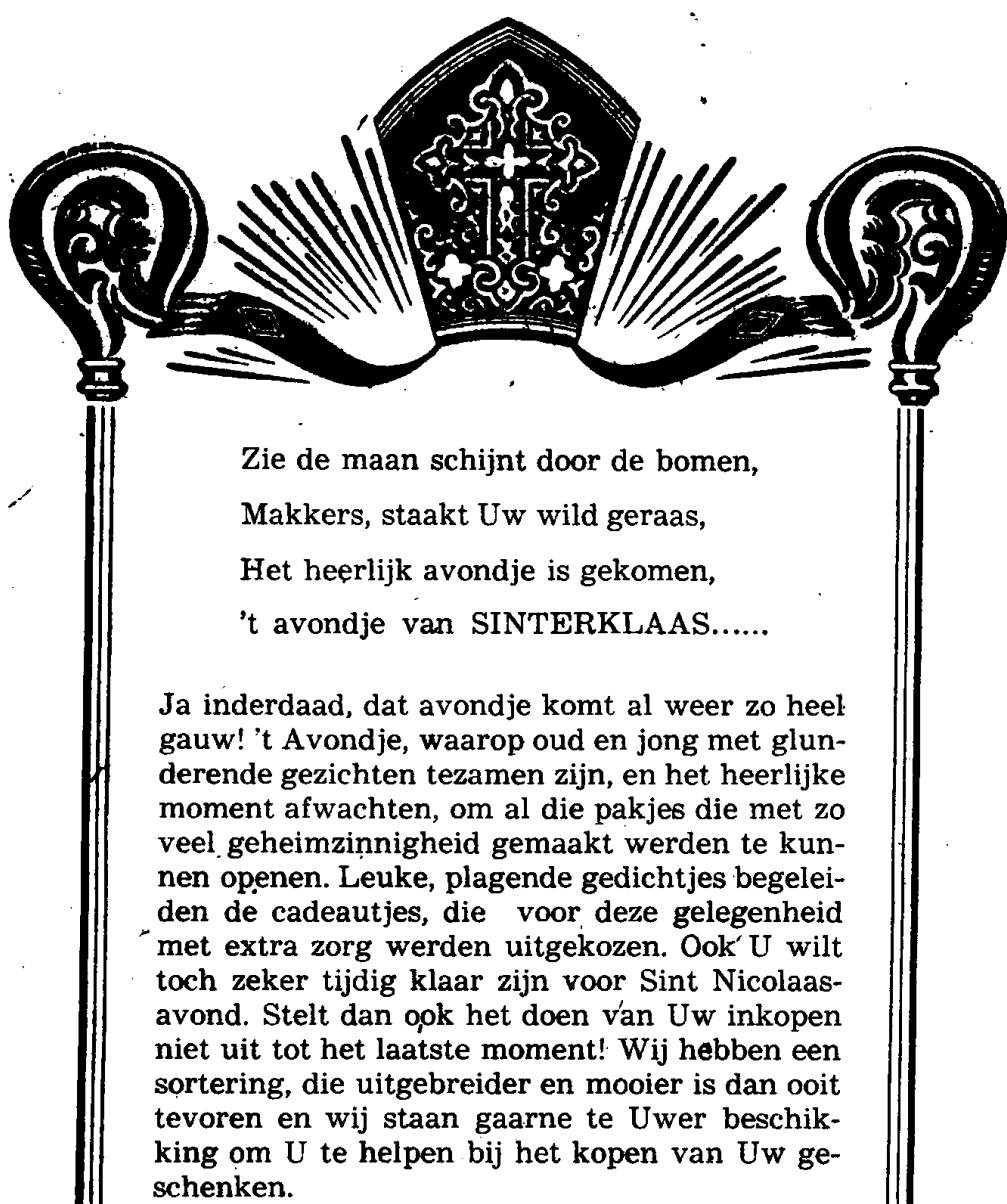 Zie de maan schijnt door de bomen,
Makkers, staakt Uw wild geraas,
Het heerlijk avondje is gekomen,
't avondje van SINTERKLAAS......
Ja inderdaad, dat avondje komt al weer zo heel
gauw! 't Avondje, waarop oud en jong met glun-
derende gezichten tezamen zijn, en het heerlijke
moment afwachten, om al die pakjes die met zo
veel geheimzinnigheid gemaakt werden te kun-
nen openen. Leuke, plagende gedichtjes begelei-
den de cadeautjes, die voor deze gelegenheid
met extra zorg werden uitgekozen. Ook U wilt
toch zeker tijdig klaar zijn voor Sint Nicolaas-
avond. Stelt dan ook het doen van Uw inkopen
niet uit tot het laatste moment! Wij hebben een
sortering, die uitgebreider en mooier is dan ooit
tevoren en wij staan gaarne te Uwer beschik-
king om U te helpen bij het kopen van Uw ge-
schenken.